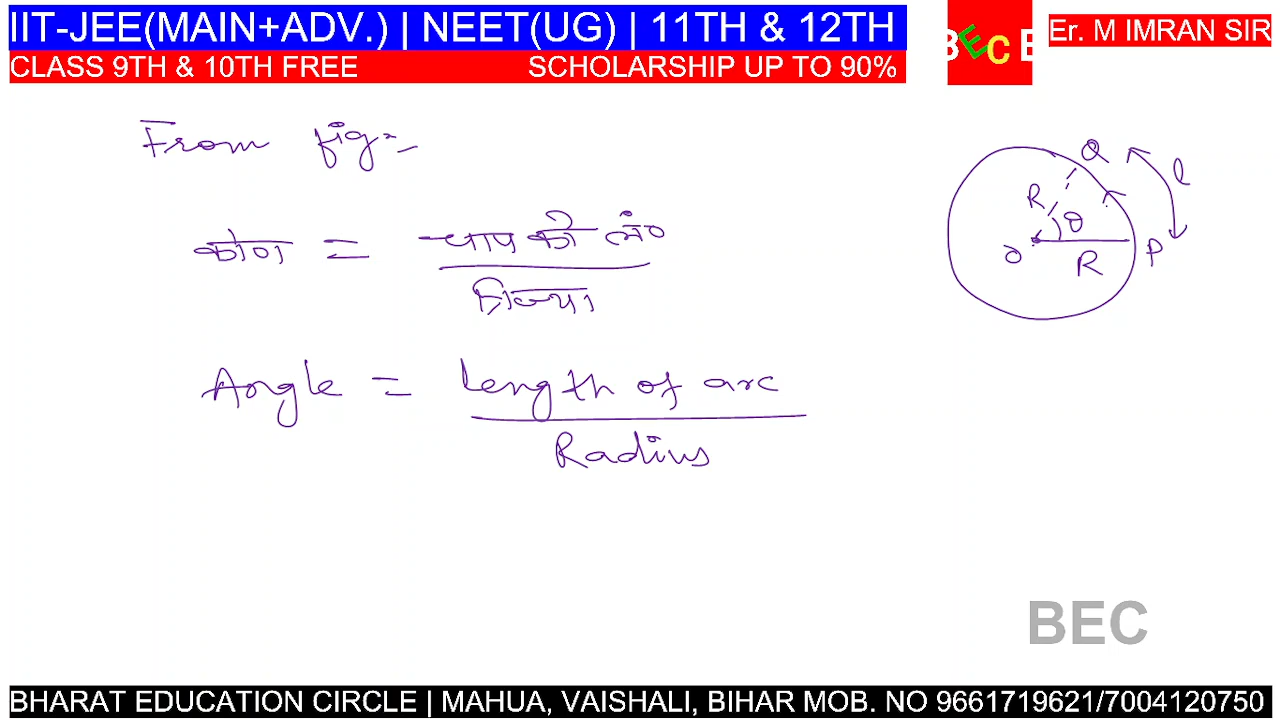 IIT-JEE(MAIN+ADV.) | NEET(UG) | 11TH & 12TH
BEC E
Er. M IMRAN SIR
CLASS 9TH & 10TH FREE SCHOLARSHIP UP TO 90%
From fig:-
कोण = चाप की लं०
त्रिज्या
Angle = Length of arc
Radius
Q
l
R
θ
O
R
P
BEC
BHARAT EDUCATION CIRCLE | MAHUA, VAISHALI, BIHAR MOB. NO 9661719621/7004120750